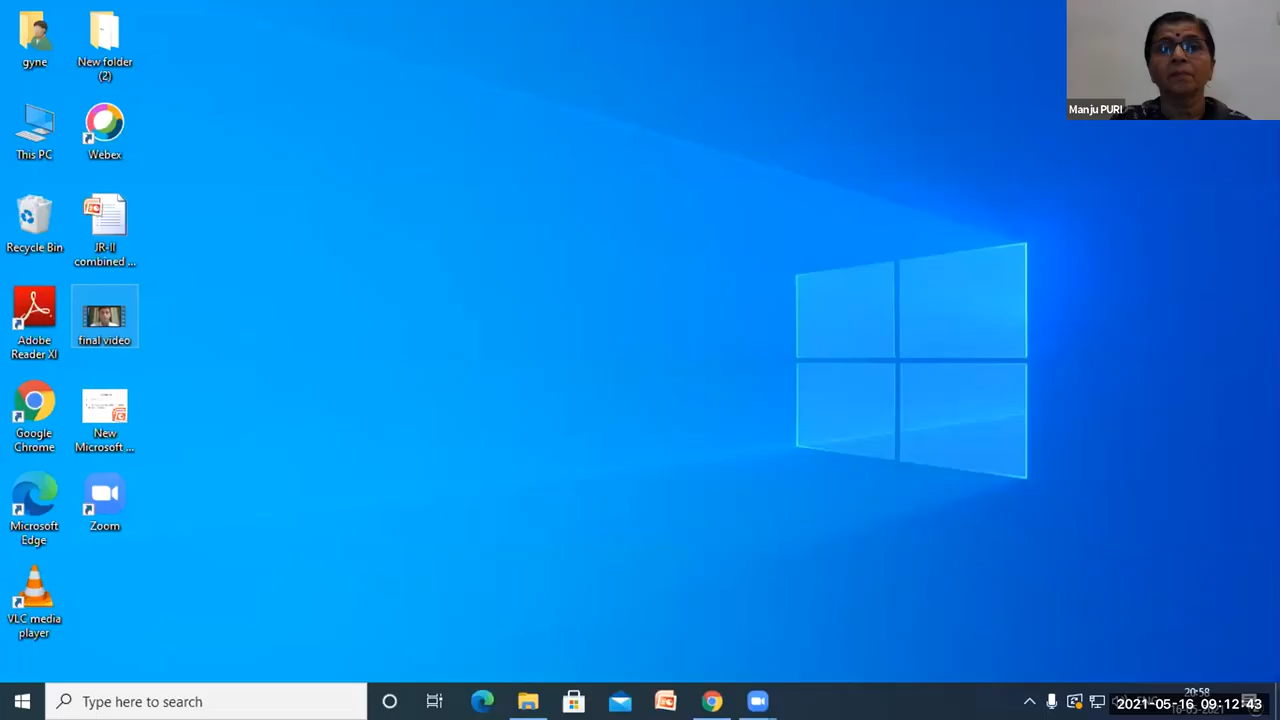 gyne
New folder
(2)
This PC
Webex
Recycle Bin
JR-II
combined ...
Adobe
Reader XI
final video
Google
Chrome
New
Microsoft ...
Microsoft
Edge
Zoom
VLC media
player
Manju PURI
Type here to search
20:58
2021-05-16 09:12:43